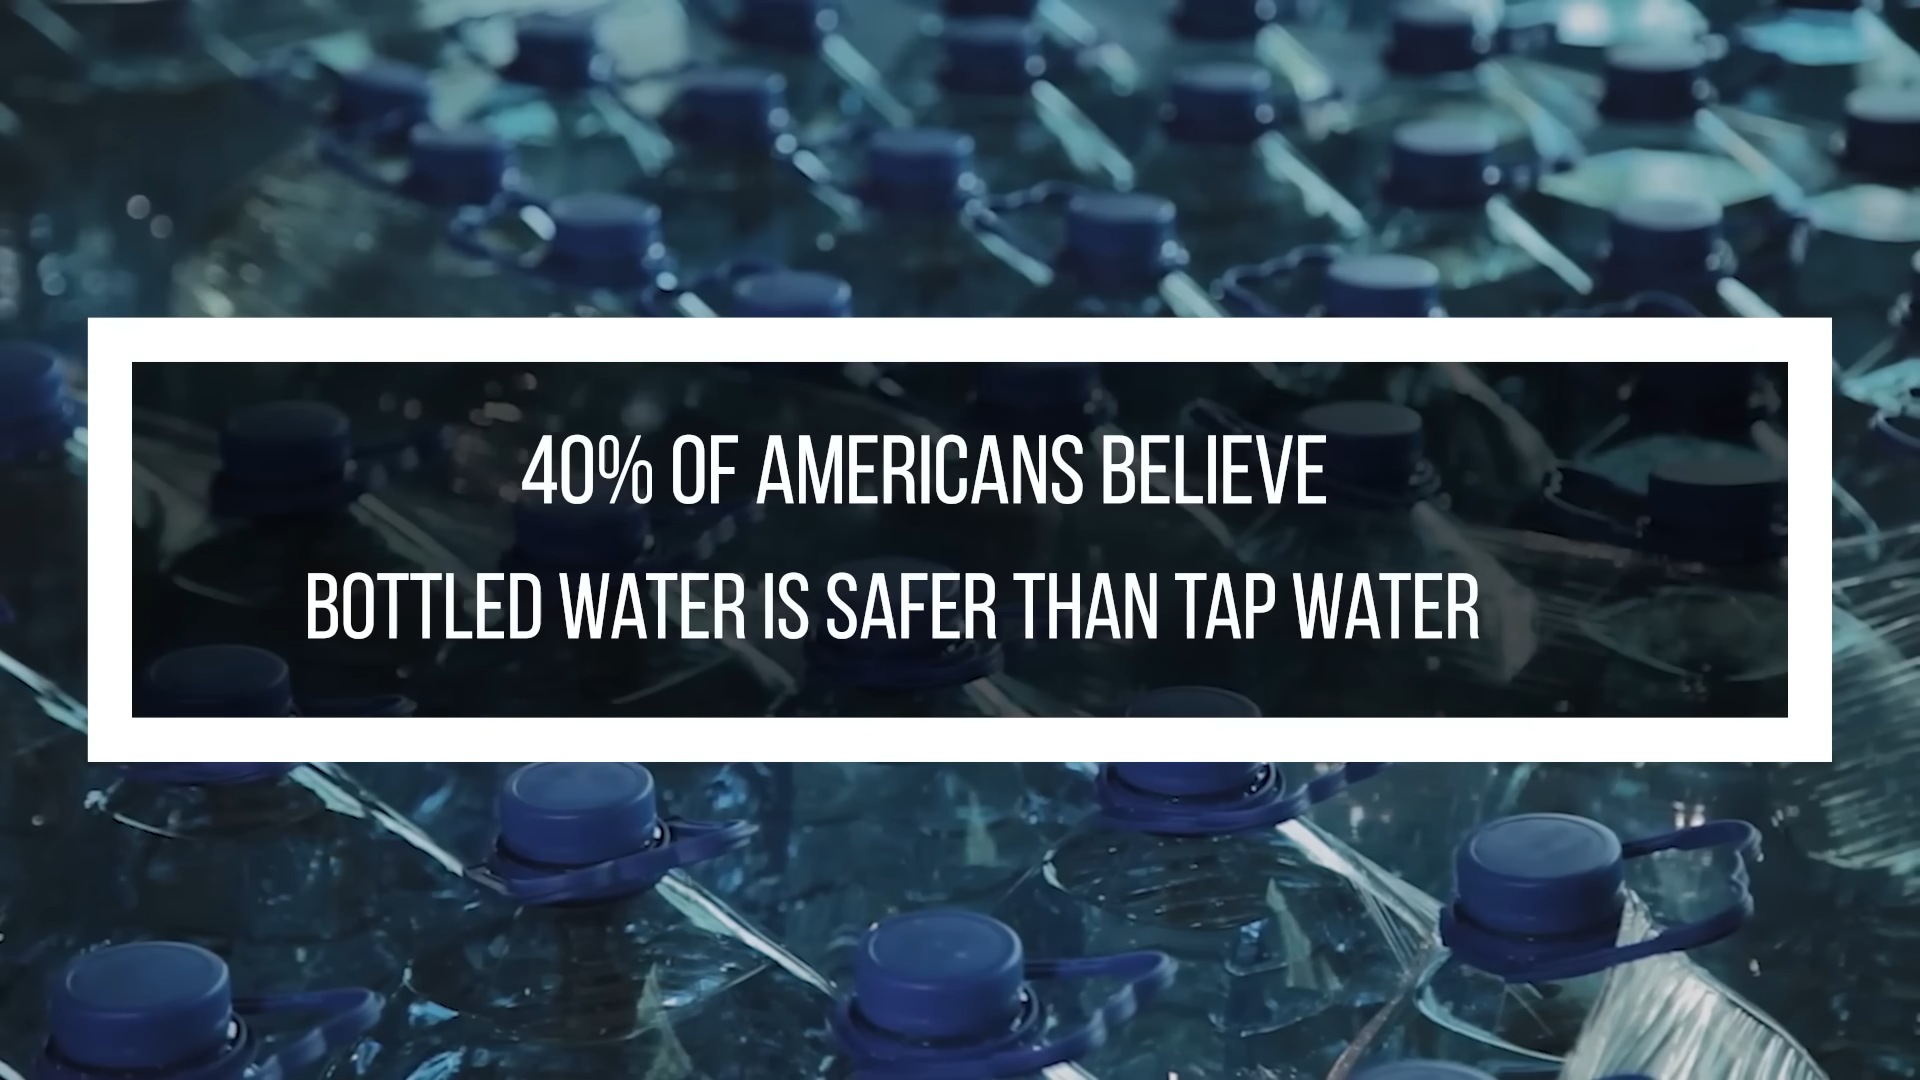 40% OF AMERICANS BELIEVE
BOTTLED WATER IS SAFER THAN TAP WATER